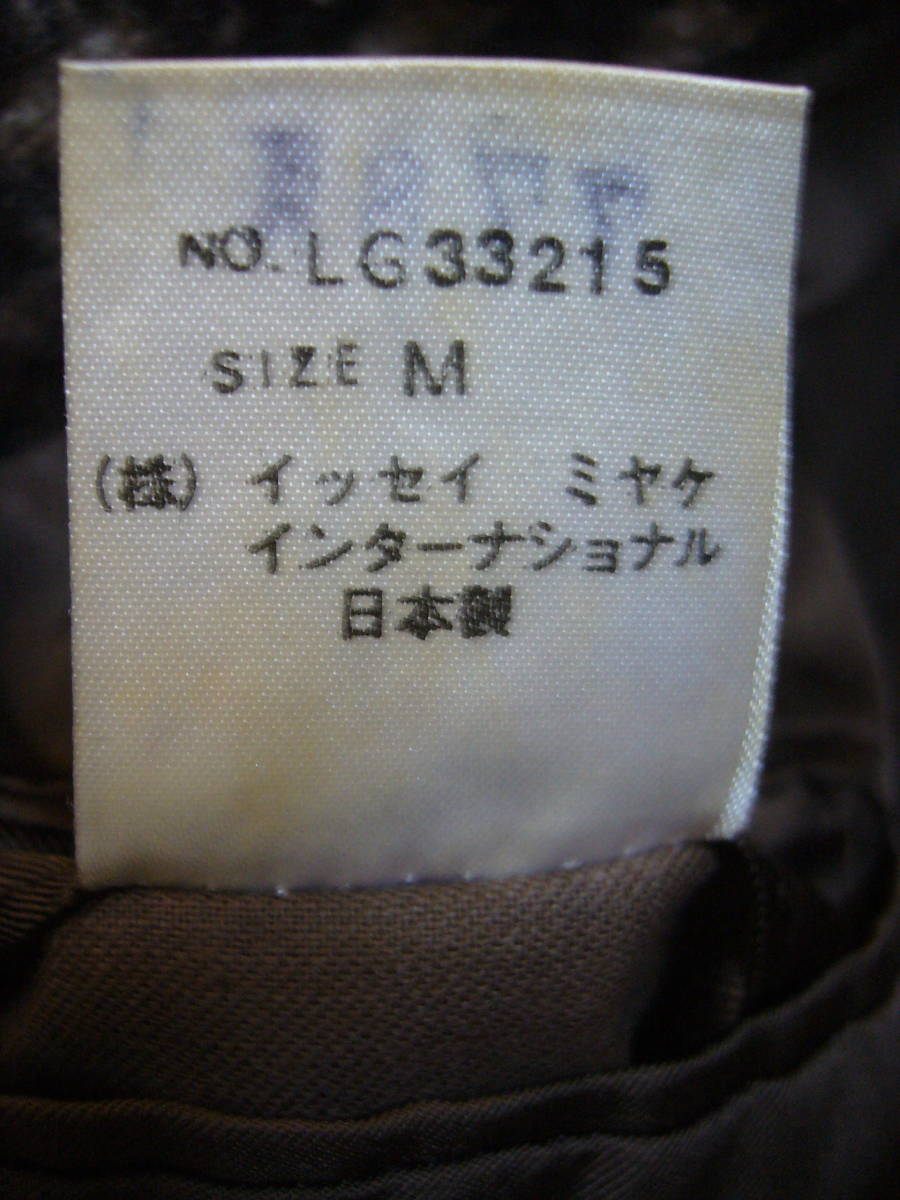 NO. LG33215
SIZE M
(株) イッセイ ミヤケ
インターナショナル
日本製